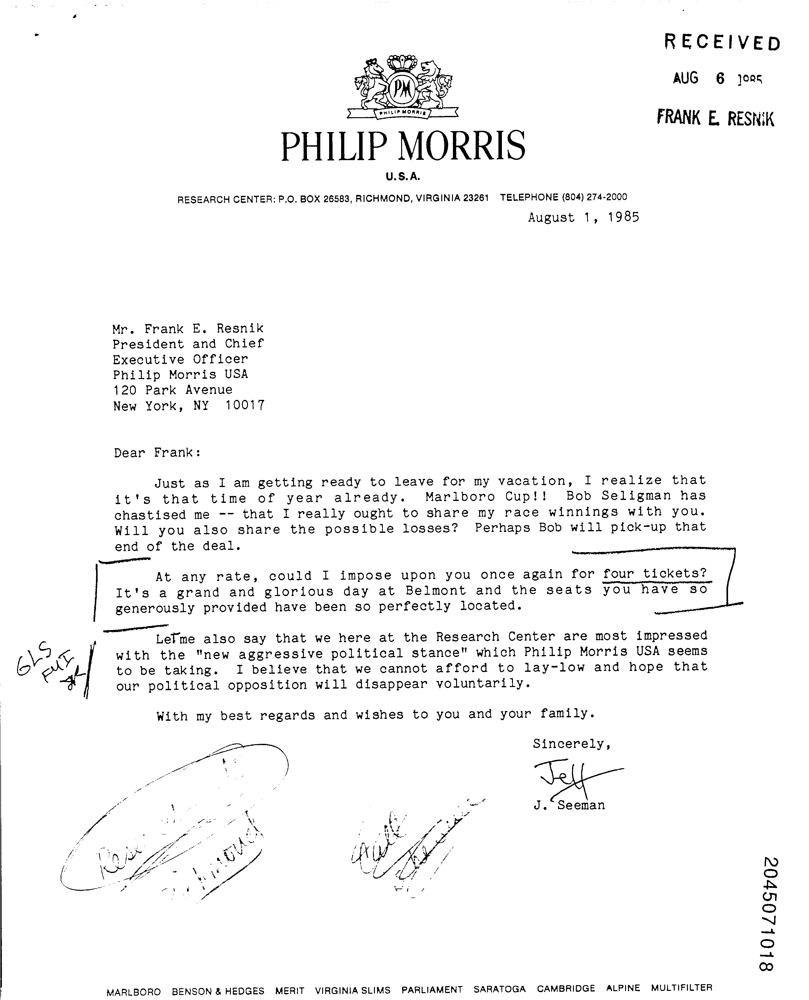 RECEIVED
AUG 6 1985
FRANK E. RESNIK
PM
PHILIP MORRIS
PHILIP MORRIS
U.S.A.
RESEARCH CENTER: P.O. BOX 26583, RICHMOND, VIRGINIA 23261 TELEPHONE (804) 274-2000
August 1, 1985
Mr. Frank E. Resnik
President and Chief
Executive Officer
Philip Morris USA
120 Park Avenue
New York, NY 10017
Dear Frank:
Just as I am getting ready to leave for my vacation, I realize that
it's that time of year already. Marlboro Cup!! Bob Seligman has
chastised me -- that I really ought to share my race winnings with you.
Will you also share the possible losses? Perhaps Bob will pick-up that
end of the deal.
At any rate, could I impose upon you once again for four tickets?
It's a grand and glorious day at Belmont and the seats you have so
generously provided have been so perfectly located.
Let me also say that we here at the Research Center are most impressed
with the "new aggressive political stance" which Philip Morris USA seems
to be taking. I believe that we cannot afford to lay-low and hope that
our political opposition will disappear voluntarily.
GLS
FYI
With my best regards and wishes to you and your family.
Sincerely,
Jeff
J. Seeman
Richmond
2045071018
MARLBORO BENSON & HEDGES MERIT VIRGINIA SLIMS PARLIAMENT SARATOGA CAMBRIDGE ALPINE MULTIFILTER